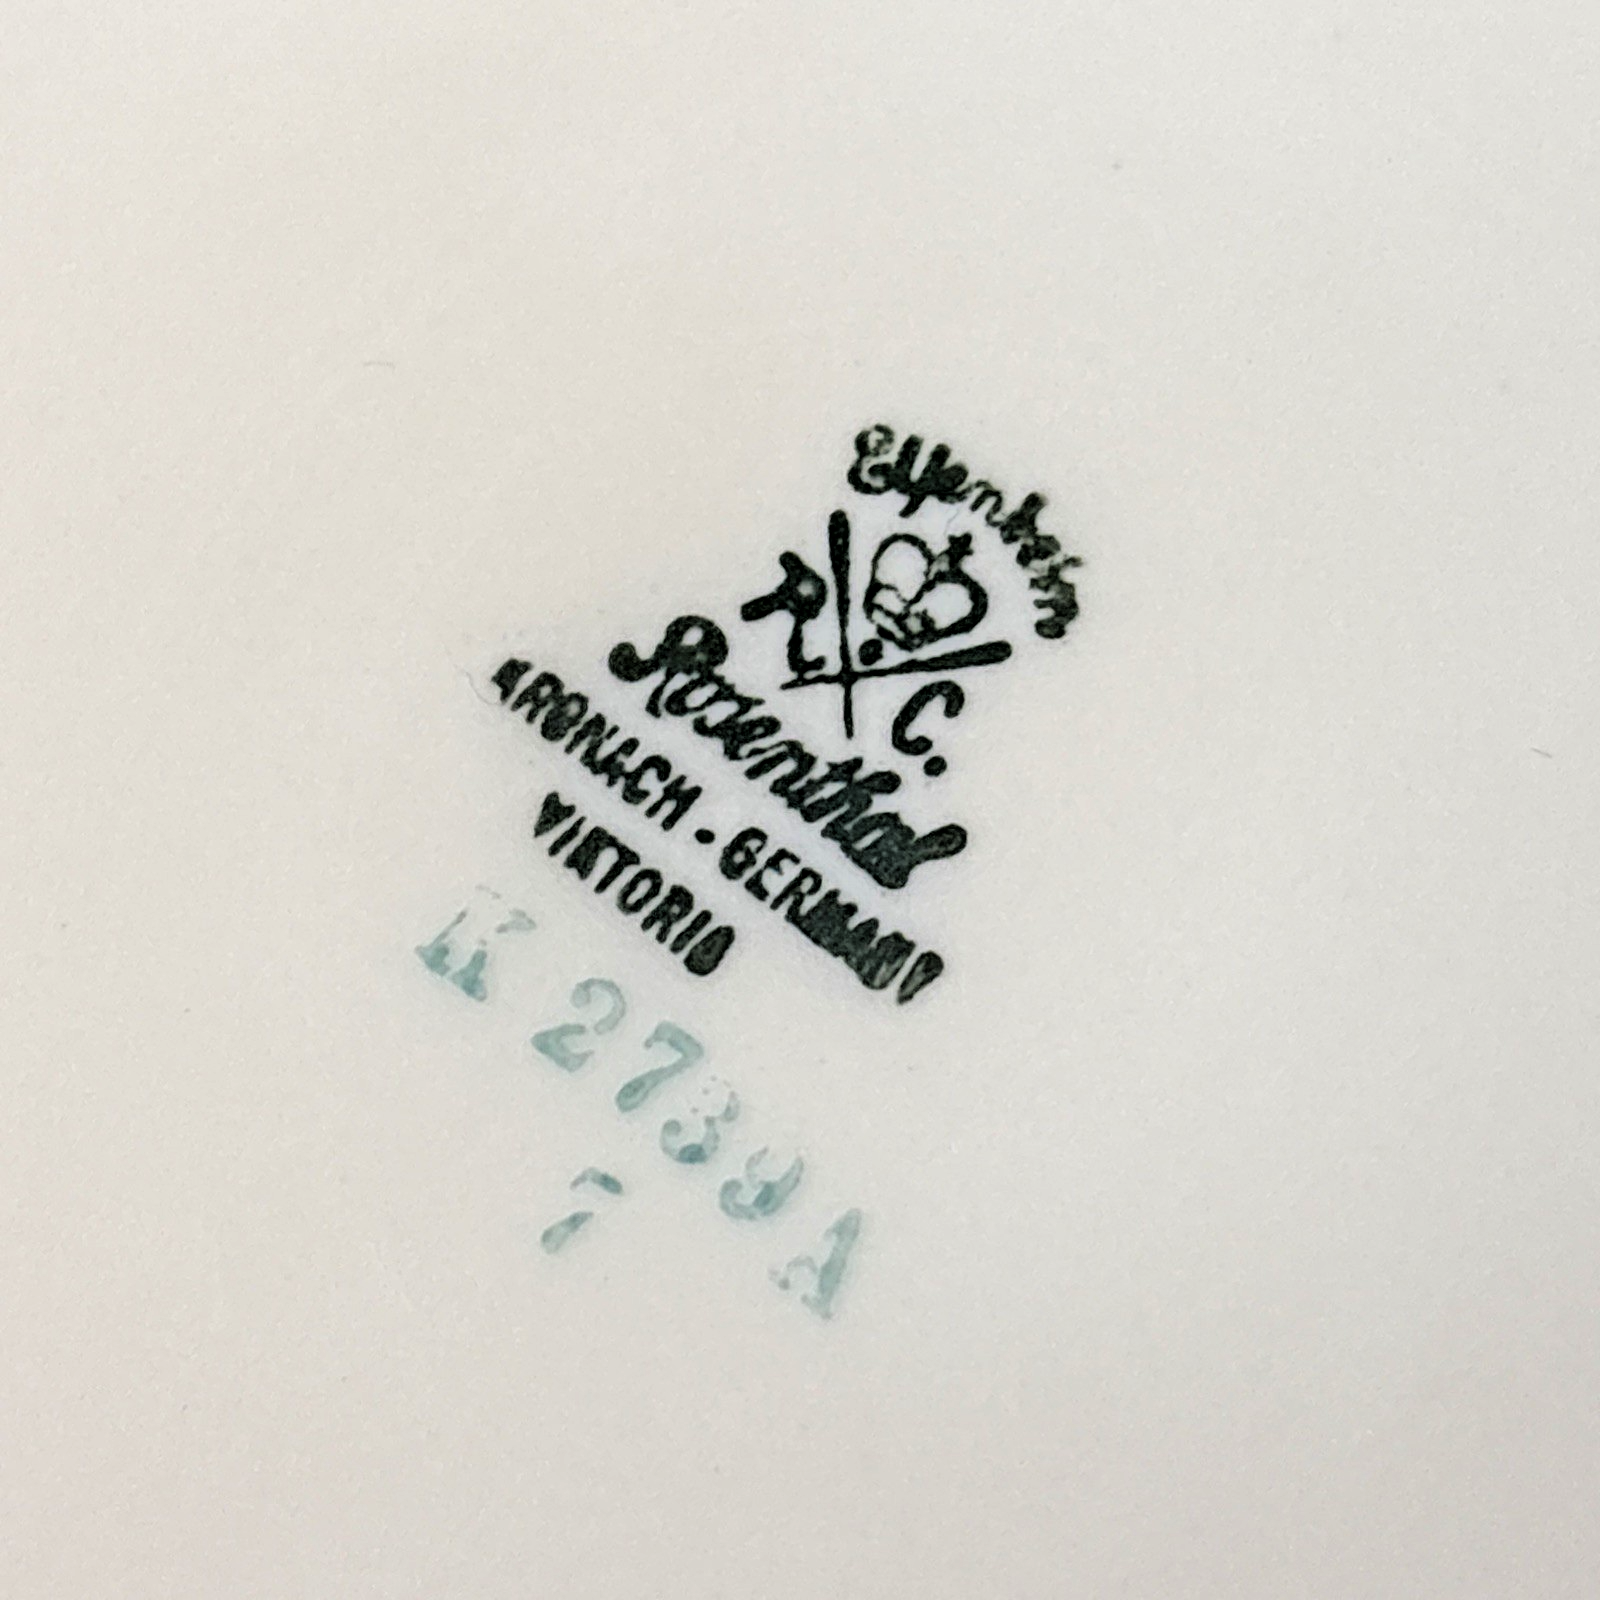 Elfenbein
R. C.
Rosenthal
KRONACH - GERMANY
VIKTORIA
K 2739 A
7